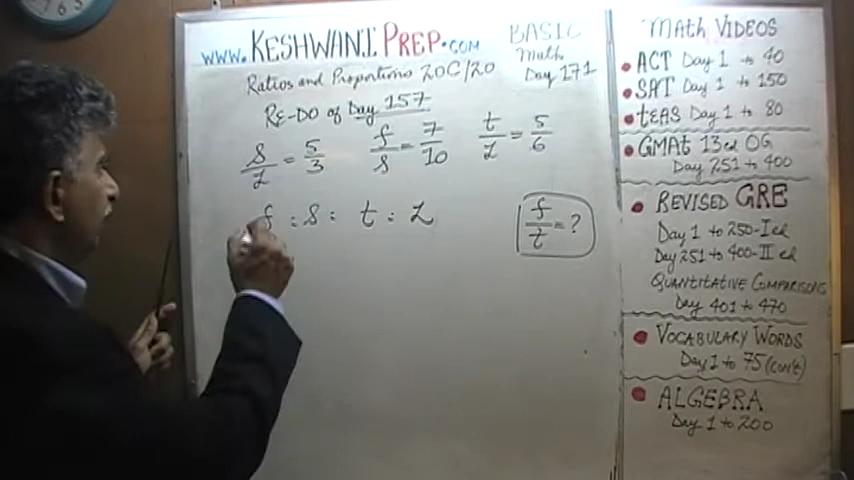 www.KESHWANI PREP.COM
BASIC
Math
Day 171
Ratios and Proportions 20C/20
RE-DO of Day 157
s/z = 5/3 f/s = 7/10 t/z = 5/6
f : s : t : z
f/t = ?
Math VIDEOS
ACT Day 1 to 40
SAT Day 1 to 150
tEAS Day 1 to 80
GMAt 13 ed OG
Day 251 to 400
REVISED GRE
Day 1 to 250-I ed
Day 251 to 400-II ed
QUANTITATIVE COMPARISONS
Day 401 to 470
VOCABULARY WORDS
Day 1 to 75 (con't)
ALGEBRA
Day 1 to 200